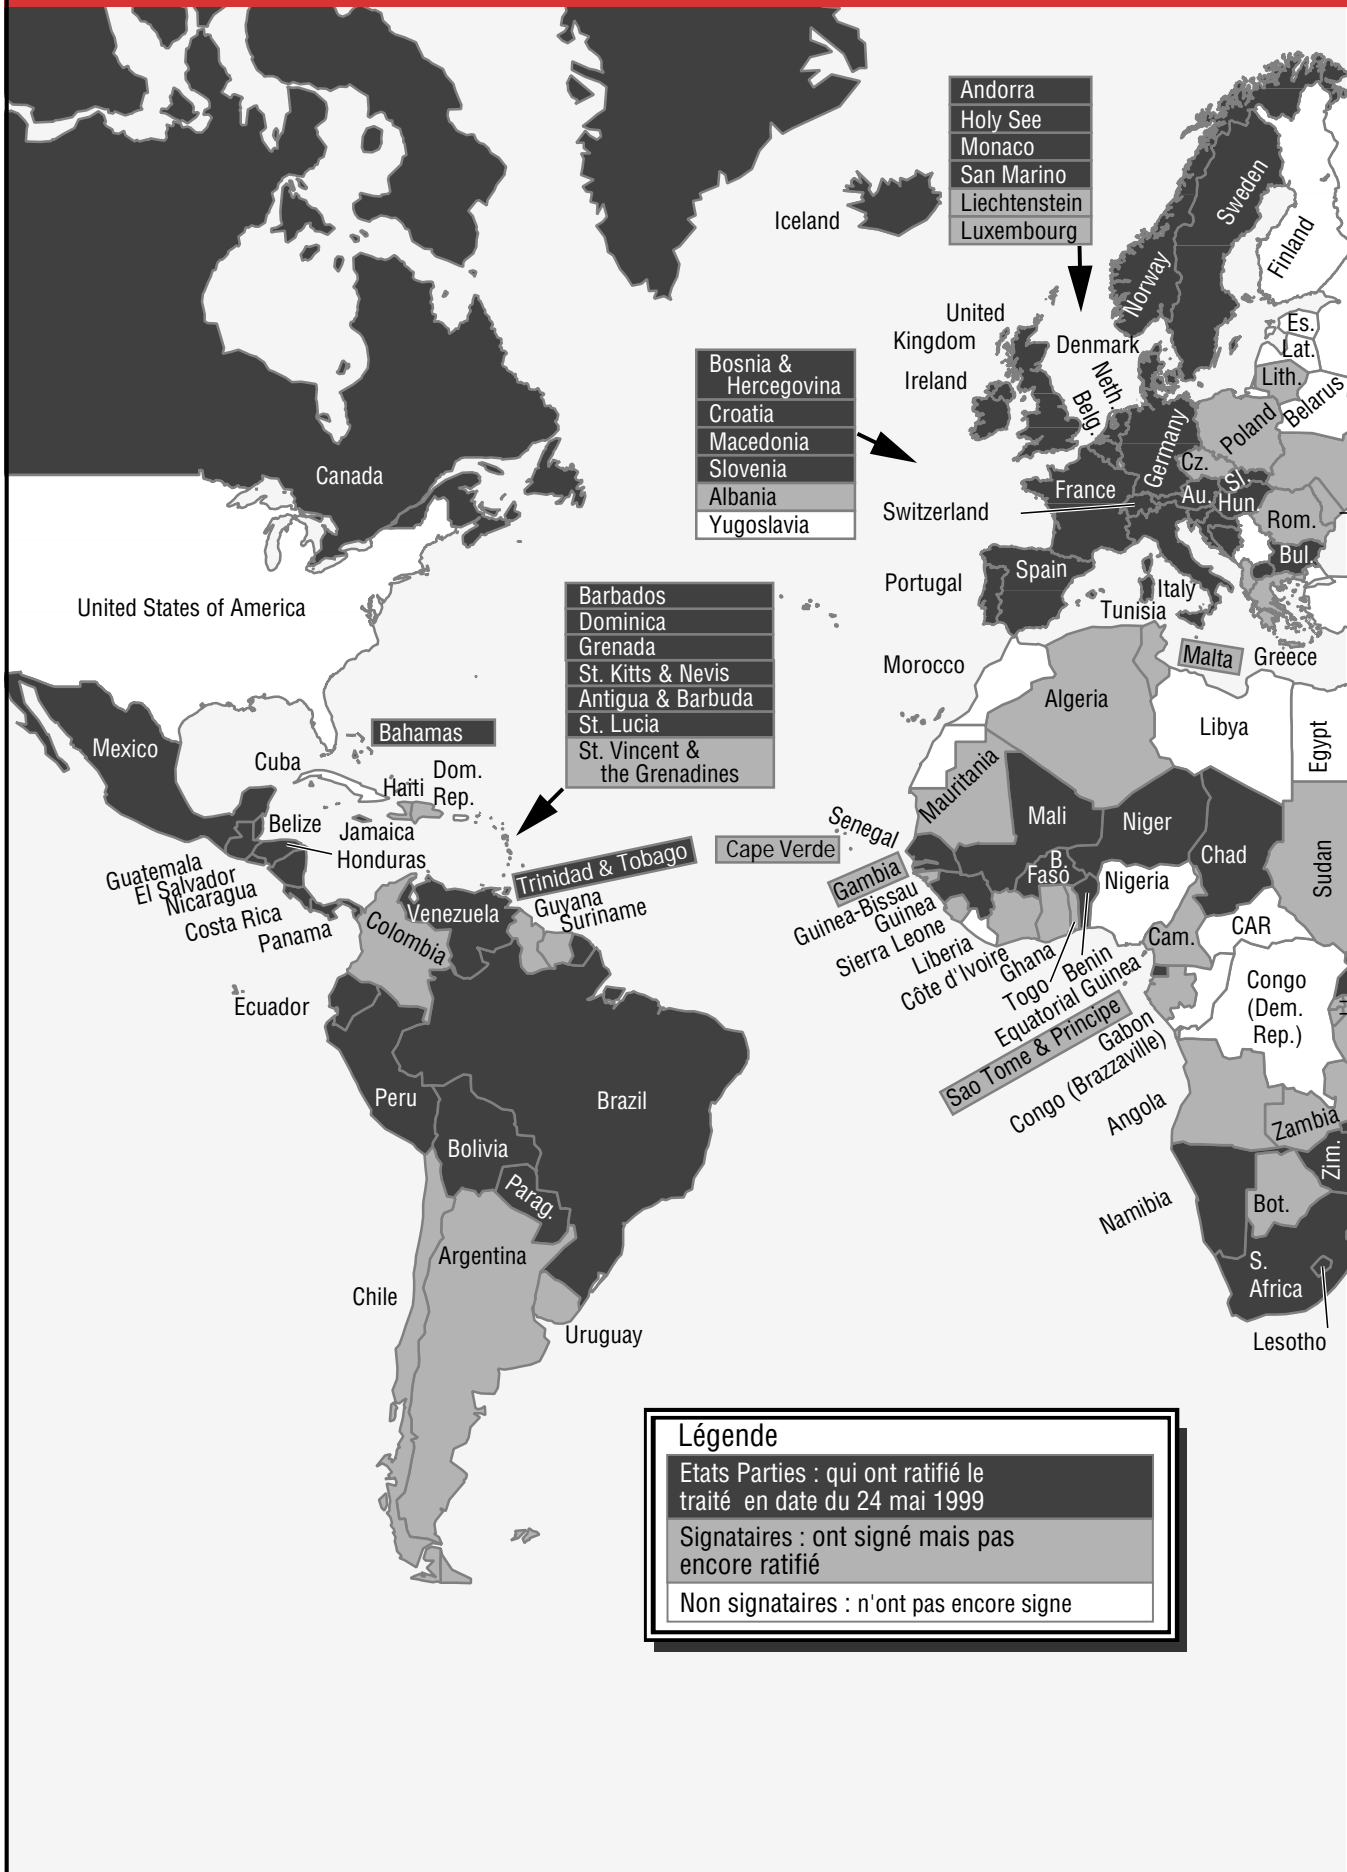 Andorra
Holy See
Monaco
San Marino
Liechtenstein
Luxembourg
Iceland
Sweden
Finland
Norway
United
Kingdom
Denmark
Ireland
Neth.
Belg.
Es.
Lat.
Lith.
Belarus
Poland
Germany
Cz.
Sl.
Au.
Hun.
Rom.
Bul.
France
Switzerland
Bosnia &
Hercegovina
Croatia
Macedonia
Slovenia
Albania
Yugoslavia
Canada
United States of America
Portugal
Spain
Italy
Tunisia
Malta
Greece
Morocco
Algeria
Libya
Egypt
Barbados
Dominica
Grenada
St. Kitts & Nevis
Antigua & Barbuda
St. Lucia
St. Vincent &
the Grenadines
Bahamas
Mexico
Cuba
Haiti
Dom.
Rep.
Belize
Jamaica
Honduras
Guatemala
El Salvador
Nicaragua
Costa Rica
Panama
Trinidad & Tobago
Venezuela
Guyana
Suriname
Colombia
Ecuador
Peru
Brazil
Bolivia
Parag.
Argentina
Chile
Uruguay
Cape Verde
Mauritania
Mali
Niger
Chad
Sudan
Senegal
Gambia
Guinea-Bissau
Guinea
Sierra Leone
Liberia
Côte d'Ivoire
B.
Faso
Ghana
Togo
Benin
Nigeria
Cam.
CAR
Equatorial Guinea
Sao Tome & Principe
Gabon
Congo (Brazzaville)
Congo
(Dem.
Rep.)
Angola
Zambia
Zim.
Namibia
Bot.
S.
Africa
Lesotho
Légende
Etats Parties : qui ont ratifié le
traité en date du 24 mai 1999
Signataires : ont signé mais pas
encore ratifié
Non signataires : n'ont pas encore signe